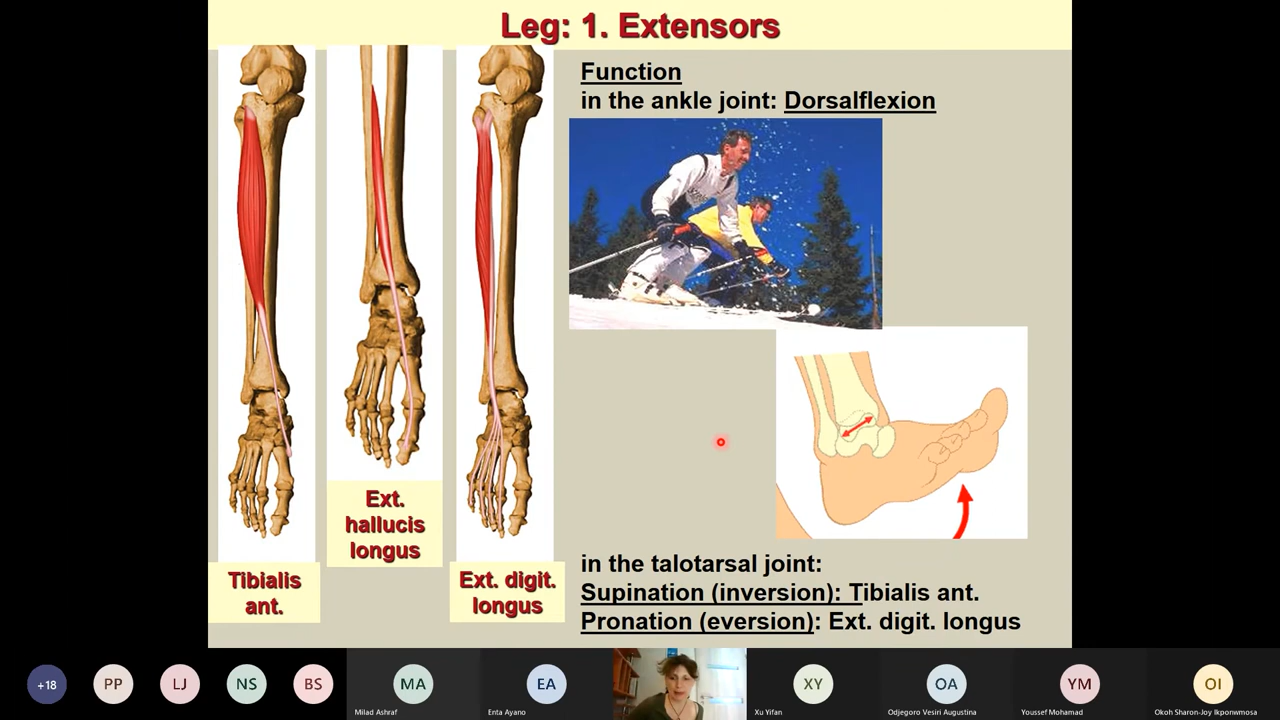 Leg: 1. Extensors
Function
in the ankle joint: Dorsalflexion
Ext.
hallucis
longus
Tibialis
ant.
Ext. digit.
longus
in the talotarsal joint:
Supination (inversion): Tibialis ant.
Pronation (eversion): Ext. digit. longus
+18
PP
LJ
NS
BS
MA
EA
XY
OA
YM
OI
Milad Ashraf
Enta Ayano
Xu Yifan
Odjegoro Vesiri Augustina
Youssef Mohamad
Okoh Sharon-Joy Ikponwmosa